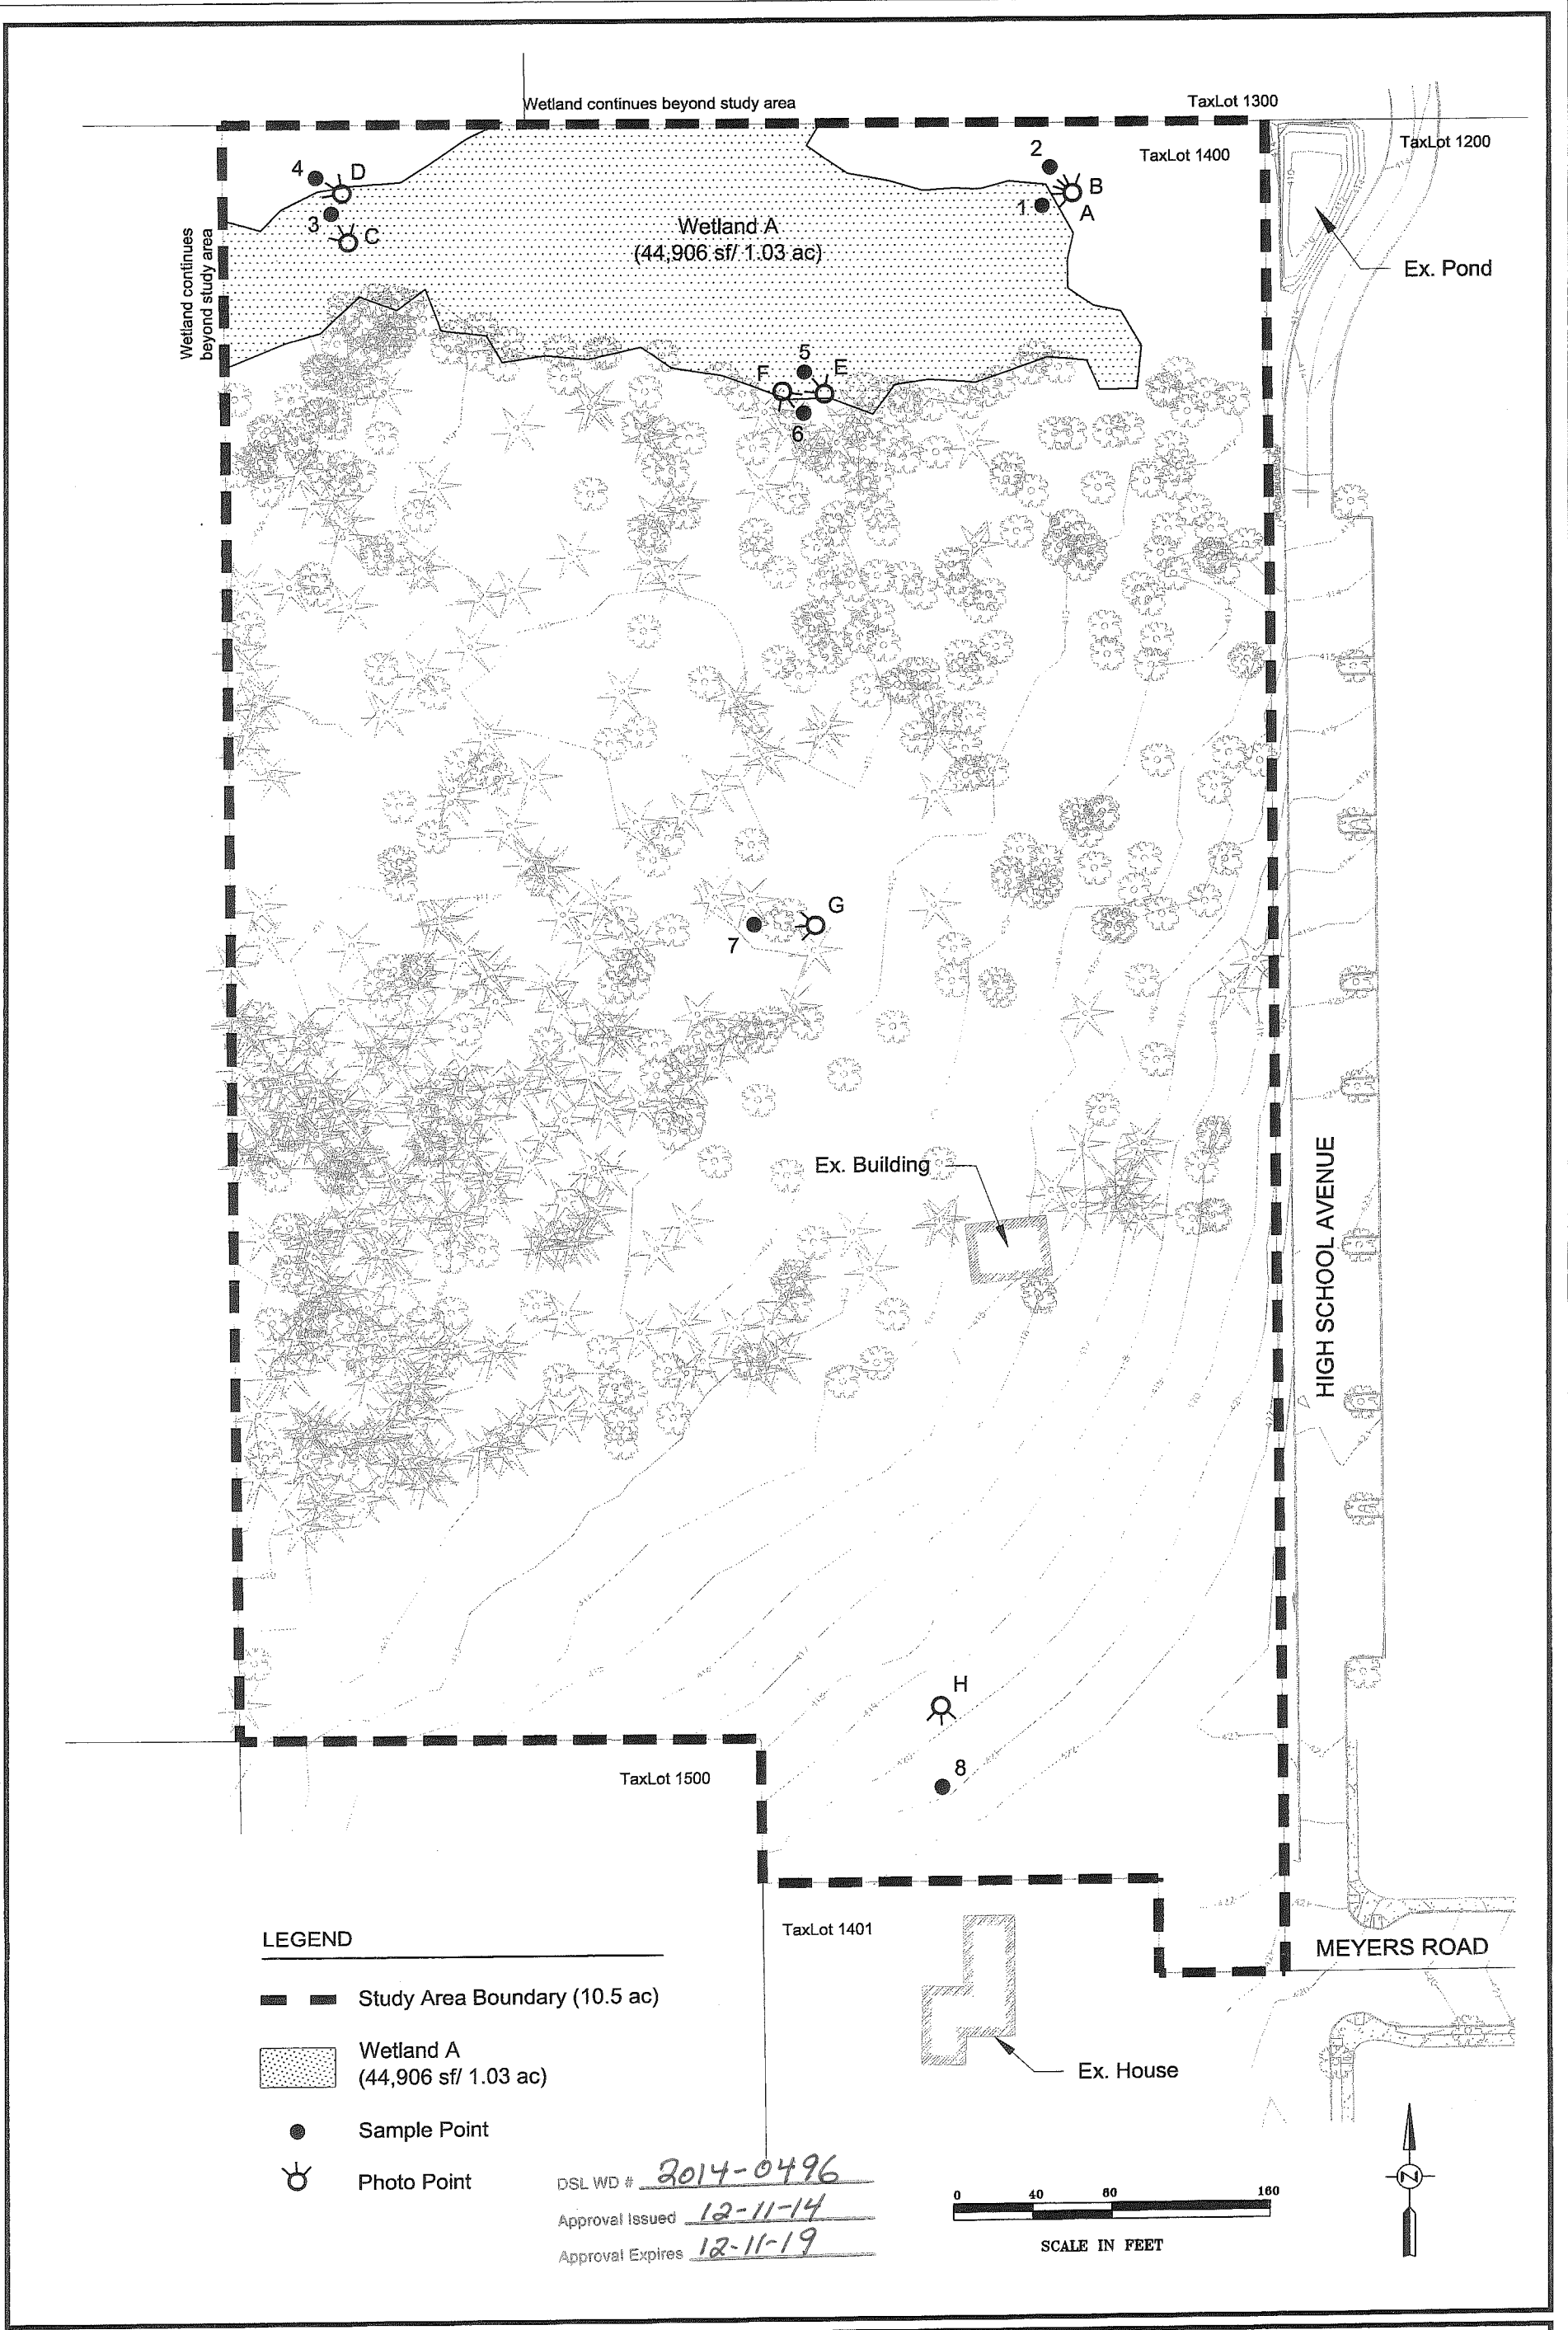 Wetland continues beyond study area
TaxLot 1300
TaxLot 1200
TaxLot 1400
4
D
3
C
2
B
1
A
Wetland A
(44,906 sf/ 1.03 ac)
Ex. Pond
Wetland continues
beyond study area
5
F
E
6
G
7
Ex. Building
HIGH SCHOOL AVENUE
H
8
TaxLot 1500
TaxLot 1401
MEYERS ROAD
Ex. House
LEGEND
Study Area Boundary (10.5 ac)
Wetland A
(44,906 sf/ 1.03 ac)
Sample Point
Photo Point
DSL WD # 2014-0496
Approval Issued 12-11-14
Approval Expires 12-11-19
0 40 80 160
SCALE IN FEET
N